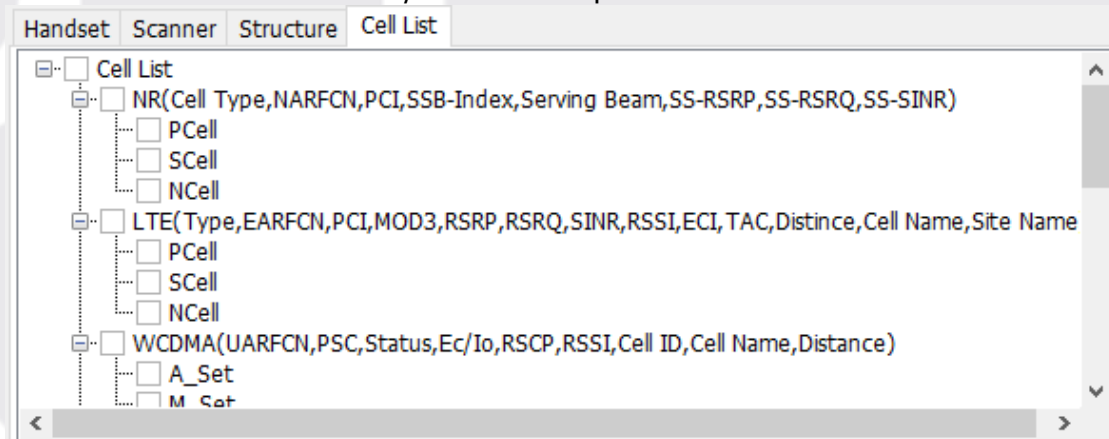 Handset Scanner Structure Cell List
Cell List
NR(Cell Type,NARFCN,PCI,SSB-Index,Serving Beam,SS-RSRP,SS-RSRQ,SS-SINR)
PCell
SCell
NCell
LTE(Type,EARFCN,PCI,MOD3,RSRP,RSRQ,SINR,RSSI,ECI,TAC,Distince,Cell Name,Site Name
PCell
SCell
NCell
WCDMA(UARFCN,PSC,Status,Ec/Io,RSCP,RSSI,Cell ID,Cell Name,Distance)
A_Set
M_Set